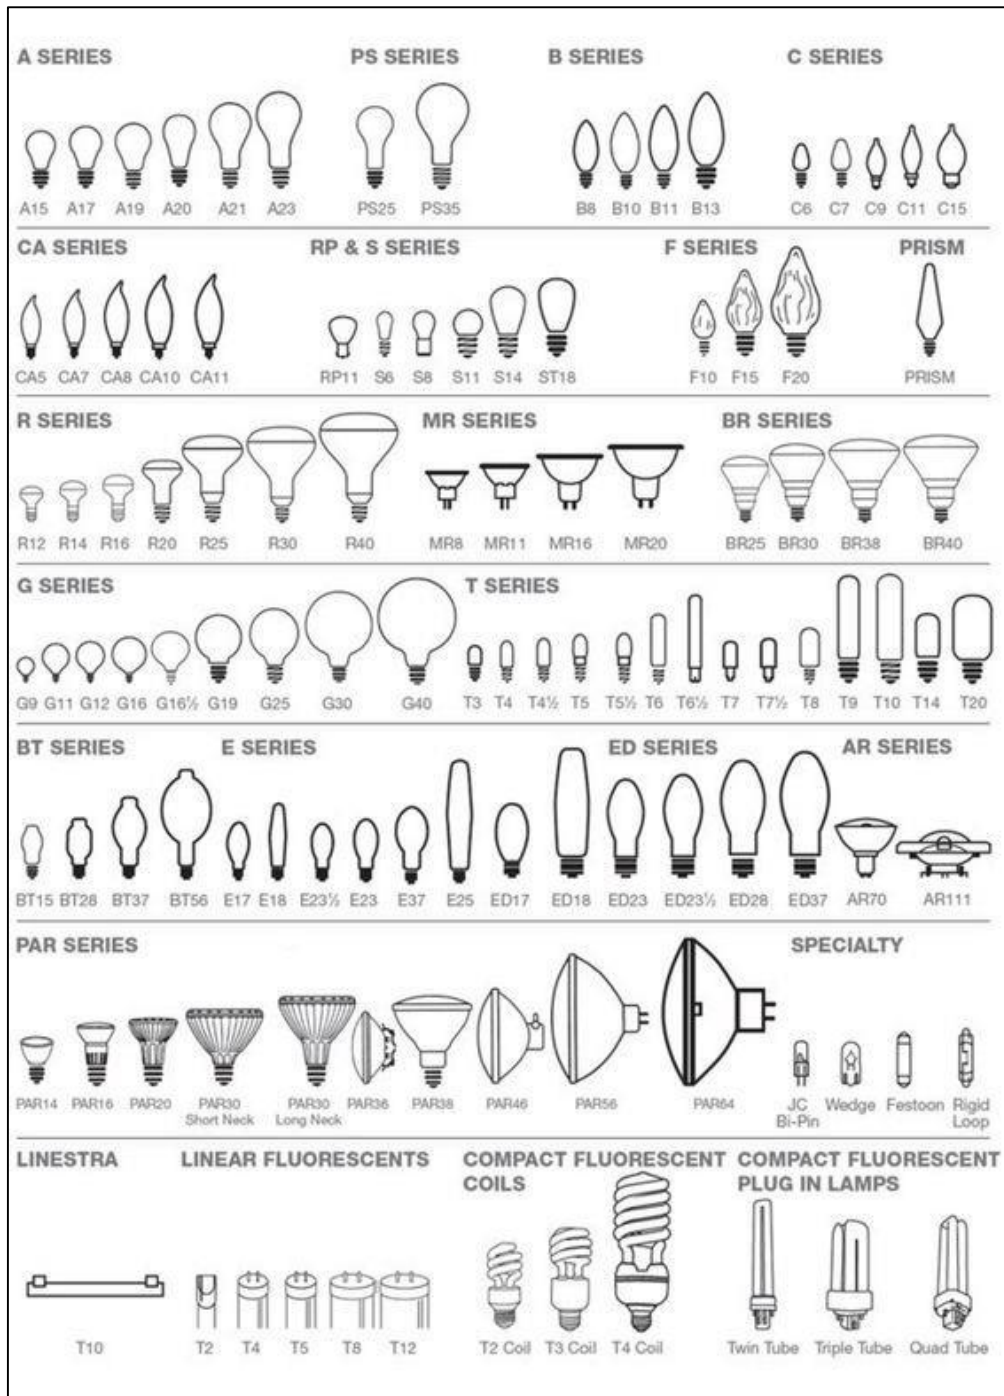 A SERIES PS SERIES B SERIES C SERIES
A15 A17 A19 A20 A21 A23 PS25 PS35 B8 B10 B11 B13 C6 C7 C9 C11 C15
CA SERIES RP & S SERIES F SERIES PRISM
CA5 CA7 CA8 CA10 CA11 RP11 S6 S8 S11 S14 ST18 F10 F15 F20 PRISM
R SERIES MR SERIES BR SERIES
R12 R14 R16 R20 R25 R30 R40 MR8 MR11 MR16 MR20 BR25 BR30 BR38 BR40
G SERIES T SERIES
G9 G11 G12 G16 G16½ G19 G25 G30 G40 T3 T4 T4½ T5 T5½ T6 T6½ T7 T7½ T8 T9 T10 T14 T20
BT SERIES E SERIES ED SERIES AR SERIES
BT15 BT28 BT37 BT56 E17 E18 E23½ E23 E37 E25 ED17 ED18 ED23 ED23½ ED28 ED37 AR70 AR111
PAR SERIES SPECIALTY
PAR14 PAR16 PAR20 PAR30 Short Neck PAR30 Long Neck PAR36 PAR38 PAR46 PAR56 PAR64 JC Bi-Pin Wedge Festoon Rigid Loop
LINESTRA LINEAR FLUORESCENTS COMPACT FLUORESCENT COILS COMPACT FLUORESCENT PLUG IN LAMPS
T10 T2 T4 T5 T8 T12 T2 Coil T3 Coil T4 Coil Twin Tube Triple Tube Quad Tube